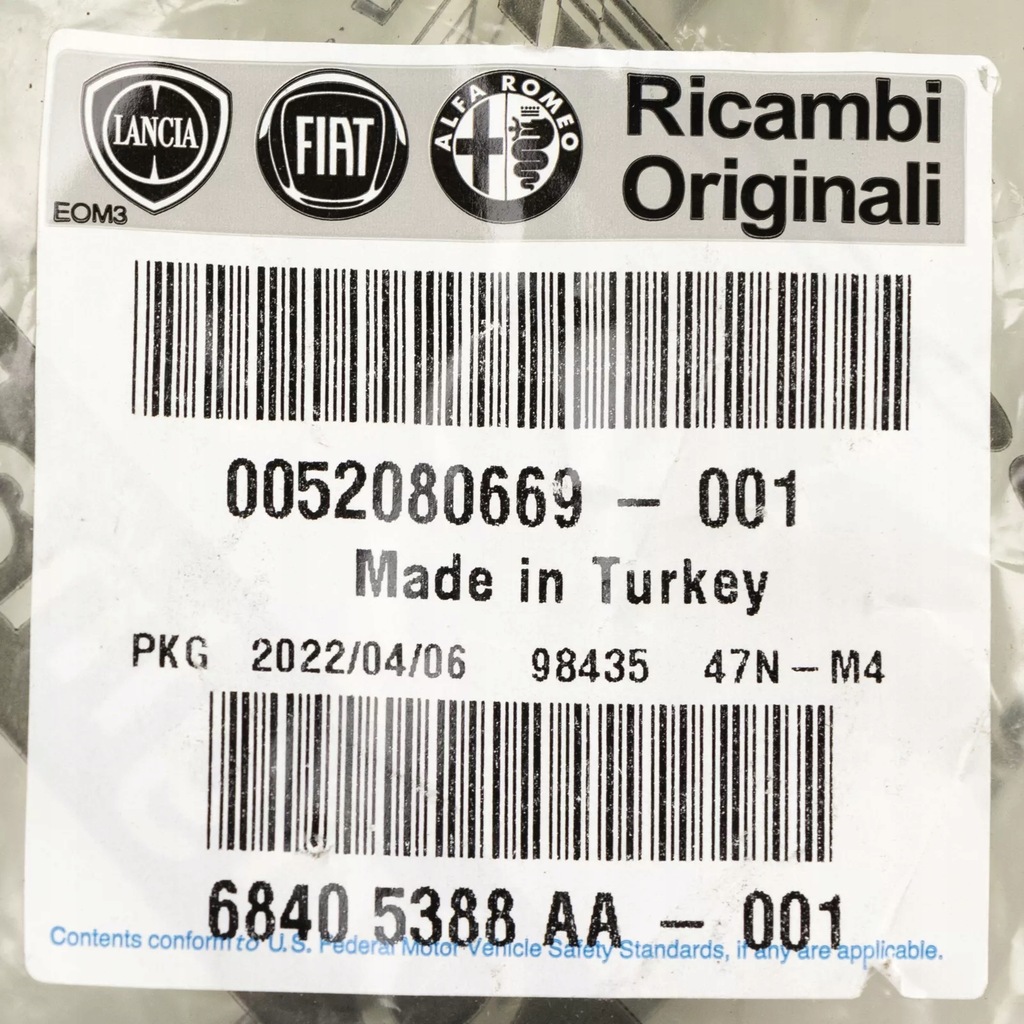 LANCIA
FIAT
ALFA ROMEO
Ricambi
Originali
EOM3
0052080669 - 001
Made in Turkey
PKG 2022/04/06 98435 47N-M4
6840 5388 AA - 001
Contents conform to U.S. Federal Motor Vehicle Safety Standards, if any are applicable.